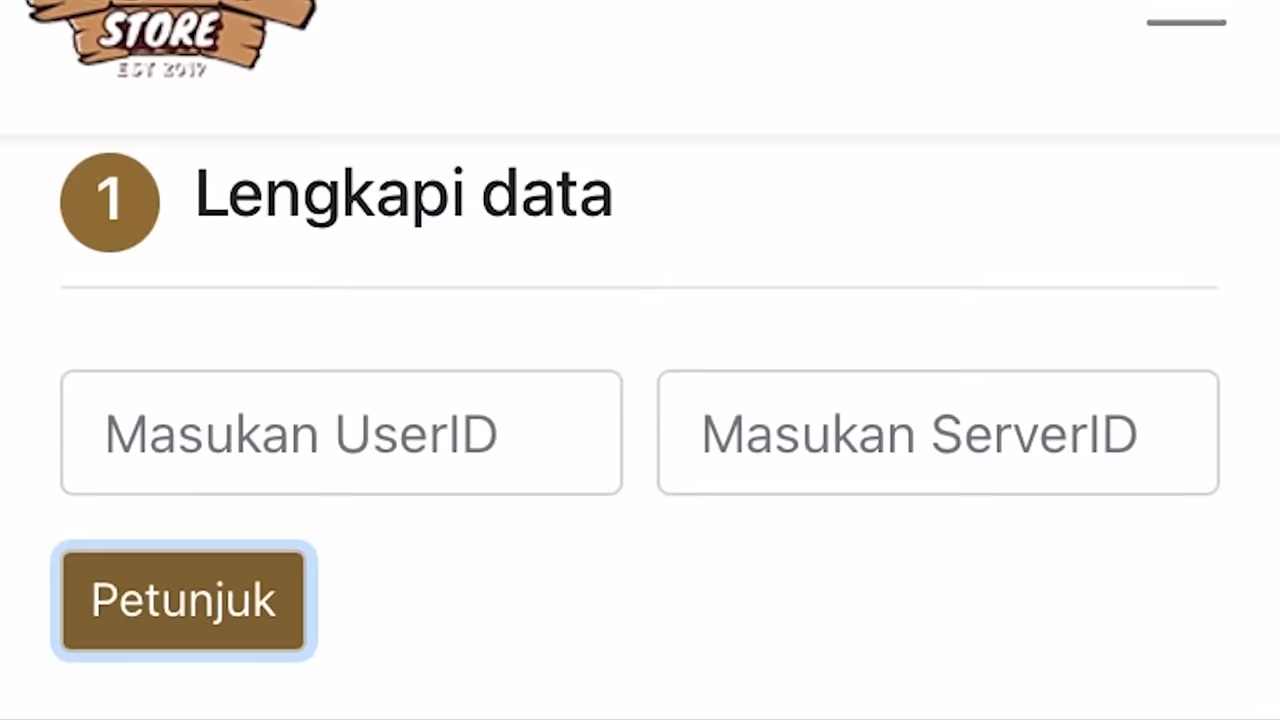 STORE
EST 2017
1 Lengkapi data
Masukan UserID
Masukan ServerID
Petunjuk